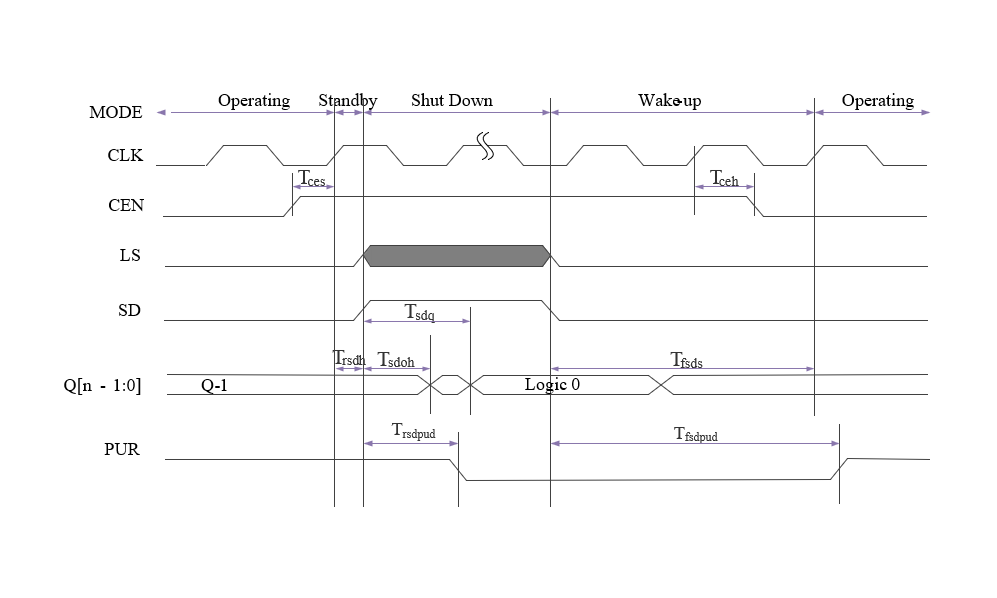 MODE Operating Standby Shut Down Wake-up Operating
CLK
Tces Tceh
CEN
LS
SD
Tsdq
Trsdh Tsdoh Tfsds
Q[n - 1:0] Q-1 Logic 0
Trsdpud Tfsdpud
PUR